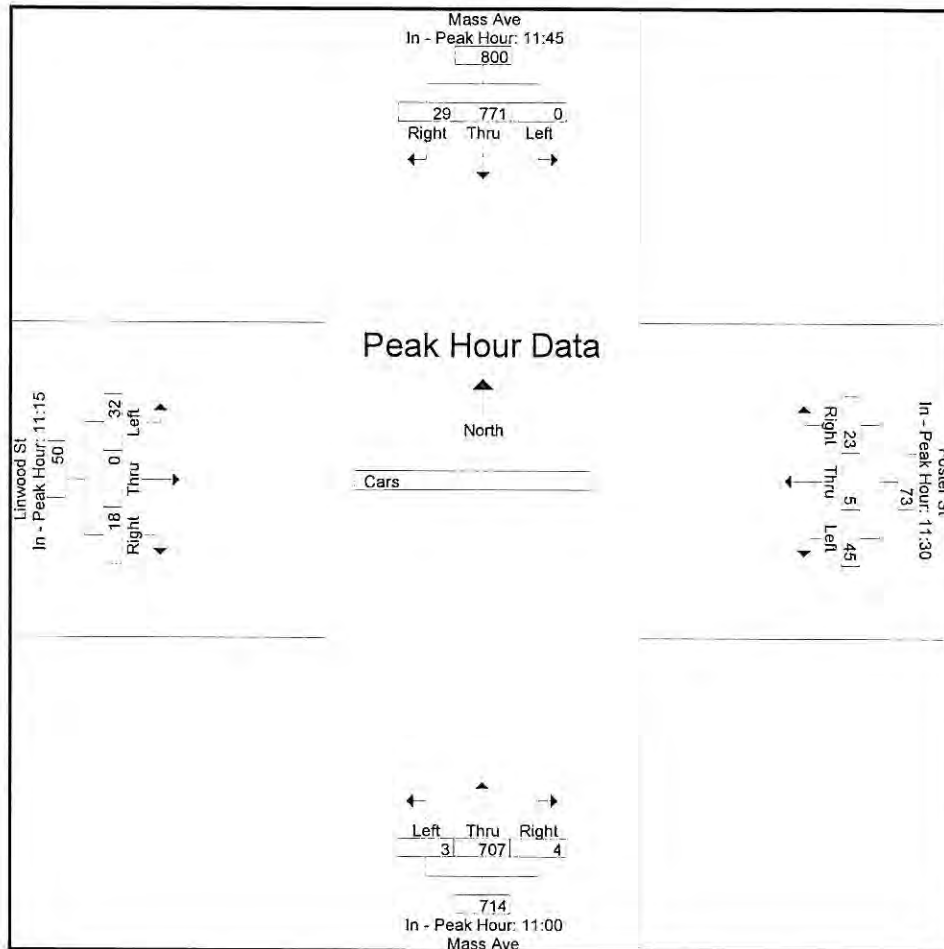 Mass Ave
In - Peak Hour: 11:45
800
29 771 0
Right Thru Left
Peak Hour Data
North
Cars
Linwood St
In - Peak Hour: 11:15
50
32 0 18
Left Thru Right
Right Thru Left
23 5 45
73
In - Peak Hour: 11:30
Foster St
Left Thru Right
3 707 4
714
In - Peak Hour: 11:00
Mass Ave